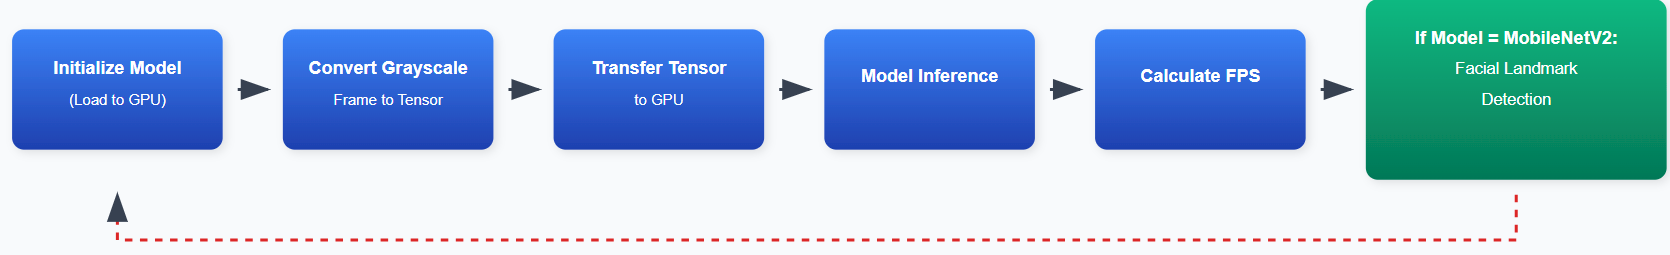 Initialize Model
(Load to GPU)
Convert Grayscale
Frame to Tensor
Transfer Tensor
to GPU
Model Inference
Calculate FPS
If Model = MobileNetV2:
Facial Landmark
Detection